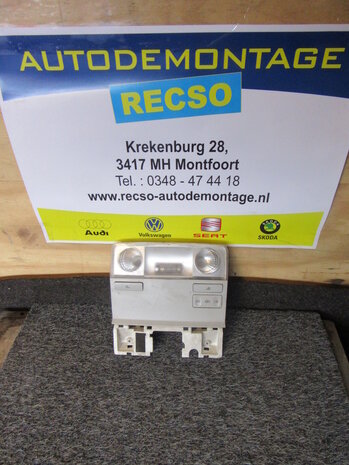 AUTODEMONTAGE
RECSO
Krekenburg 28,
3417 MH Montfoort
Tel. : 0348 - 47 44 18
www.recso-autodemontage.nl
Audi
Volkswagen
SEAT
SKODA